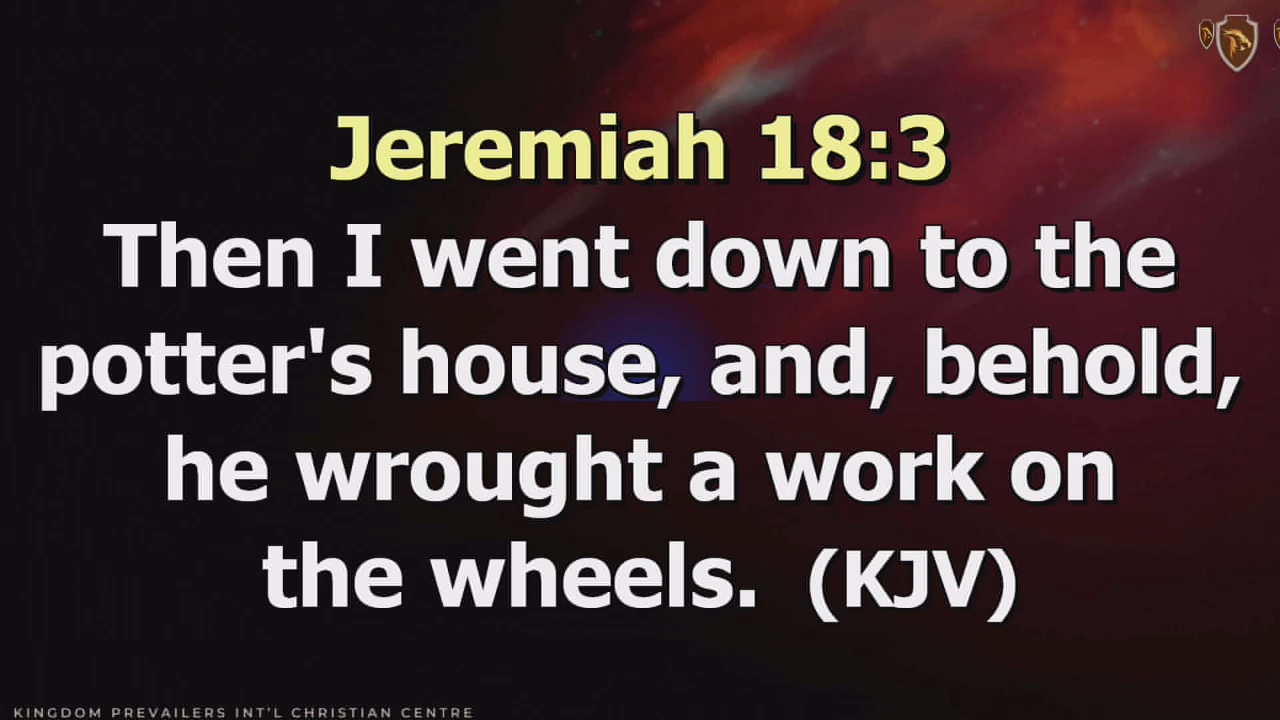 Jeremiah 18:3
Then I went down to the
potter's house, and, behold,
he wrought a work on
the wheels.  (KJV)
KINGDOM PREVAILERS INT'L CHRISTIAN CENTRE